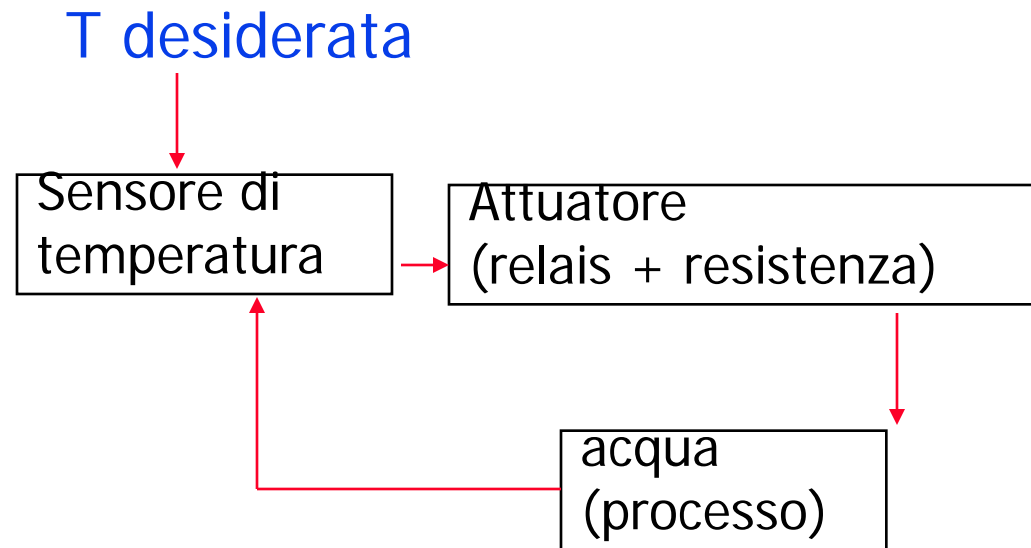 T desiderata
Sensore di
temperatura
Attuatore
(relais + resistenza)
acqua
(processo)